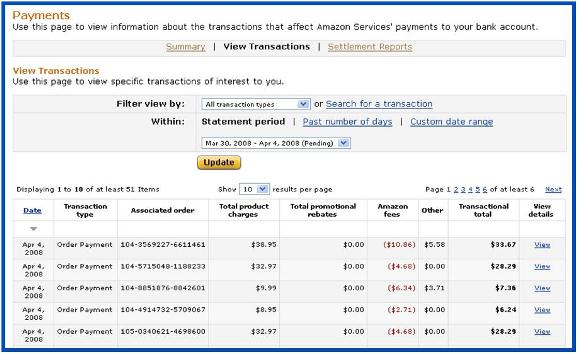 Payments
Use this page to view information about the transactions that affect Amazon Services' payments to your bank account.
Summary | View Transactions | Settlement Reports
View Transactions
Use this page to view specific transactions of interest to you.
Filter view by: All transaction types or Search for a transaction
Within: Statement period | Past number of days | Custom date range
Mar 30, 2008 - Apr 4, 2008 (Pending)
Update
Displaying 1 to 10 of at least 51 Items Show 10 results per page Page 1 2 3 4 5 6 of at least 6 Next
Date Transaction type Associated order Total product charges Total promotional rebates Amazon fees Other Transactional total View details
Apr 4, 2008 Order Payment 104-3569227-6611461 $38.95 $0.00 ($10.86) $5.58 $33.67 View
Apr 4, 2008 Order Payment 104-5715048-1188233 $32.97 $0.00 ($4.68) $0.00 $28.29 View
Apr 4, 2008 Order Payment 104-8851876-8842601 $9.99 $0.00 ($6.34) $3.71 $7.36 View
Apr 4, 2008 Order Payment 104-4914732-5709067 $8.95 $0.00 ($2.71) $0.00 $6.24 View
Apr 4, 2008 Order Payment 105-0340621-4698600 $32.97 $0.00 ($4.68) $0.00 $28.29 View